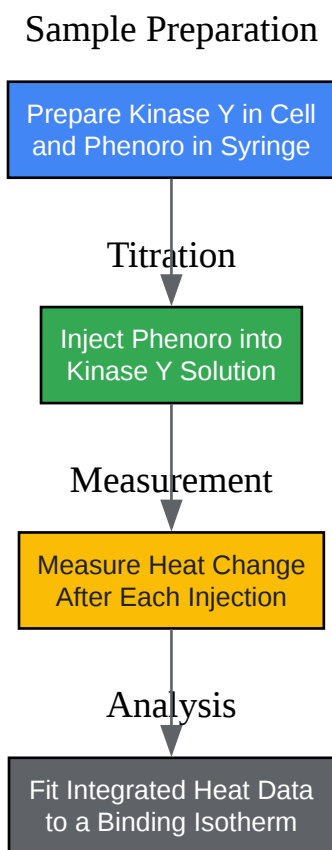 Sample Preparation
Prepare Kinase Y in Cell
and Phenoro in Syringe
Titration
Inject Phenoro into
Kinase Y Solution
Measurement
Measure Heat Change
After Each Injection
Analysis
Fit Integrated Heat Data
to a Binding Isotherm